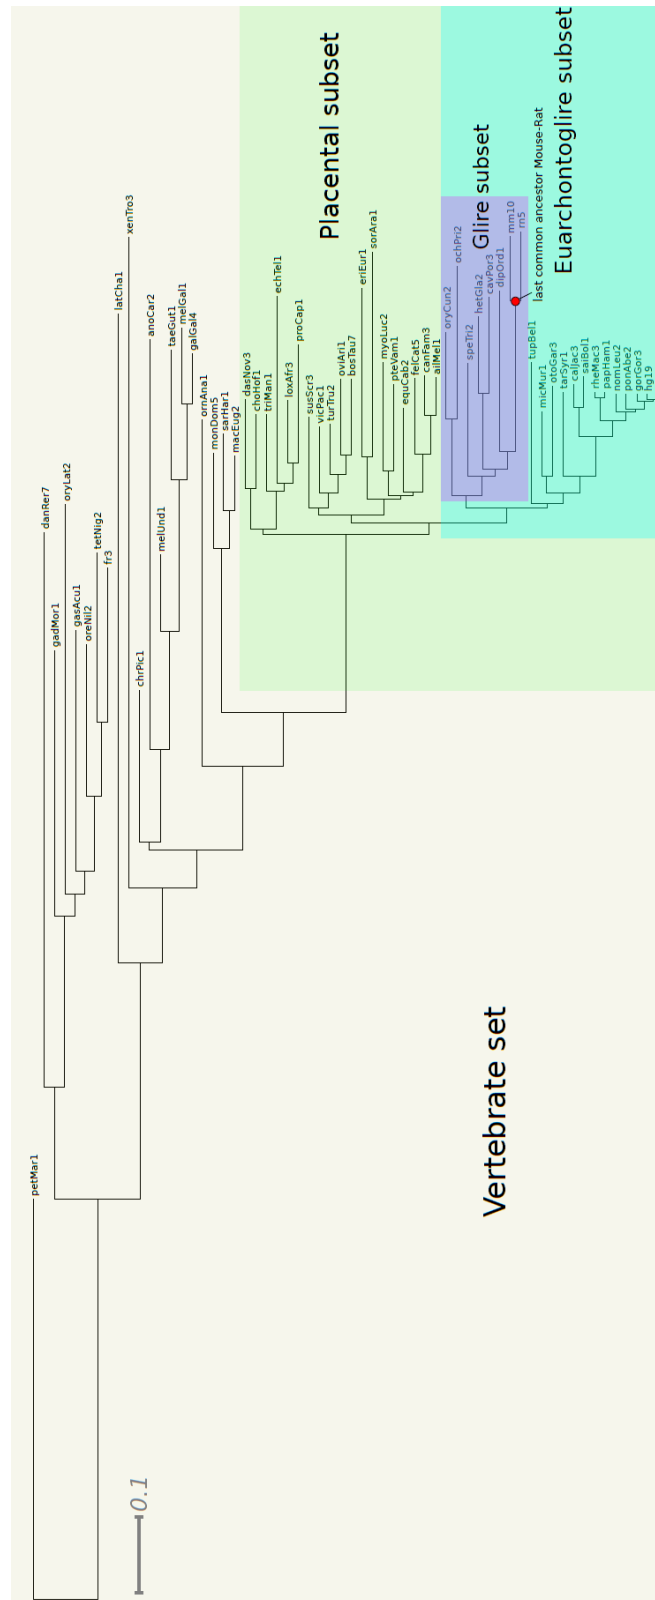 petMar1
danRer7
gadMor1
oryLat2
gasAcu1
oreNil2
tetNig2
fr3
latCha1
xenTro3
chrPic1
anoCar2
melUnd1
taeGut1
melGal1
galGal4
ornAna1
monDom5
sarHar1
macEug2
dasNov3
choHof1
triMan1
echTel1
loxAfr3
proCap1
susScr3
vicPac1
turTru2
oviAri1
bosTau7
eriEur1
sorAra1
myoLuc2
pteVam1
equCab2
felCat5
canFam3
ailMel1
oryCun2
ochPri2
speTri2
hetGla2
cavPor3
dipOrd1
mm10
rn5
tupBel1
micMur1
otoGar3
tarSyr1
calJac3
saiBol1
rheMac3
papHam1
nomLeu2
ponAbe2
gorGor3
hg19
Placental subset
Glire subset
last common ancestor Mouse-Rat
Euarchontoglire subset
Vertebrate set
0.1